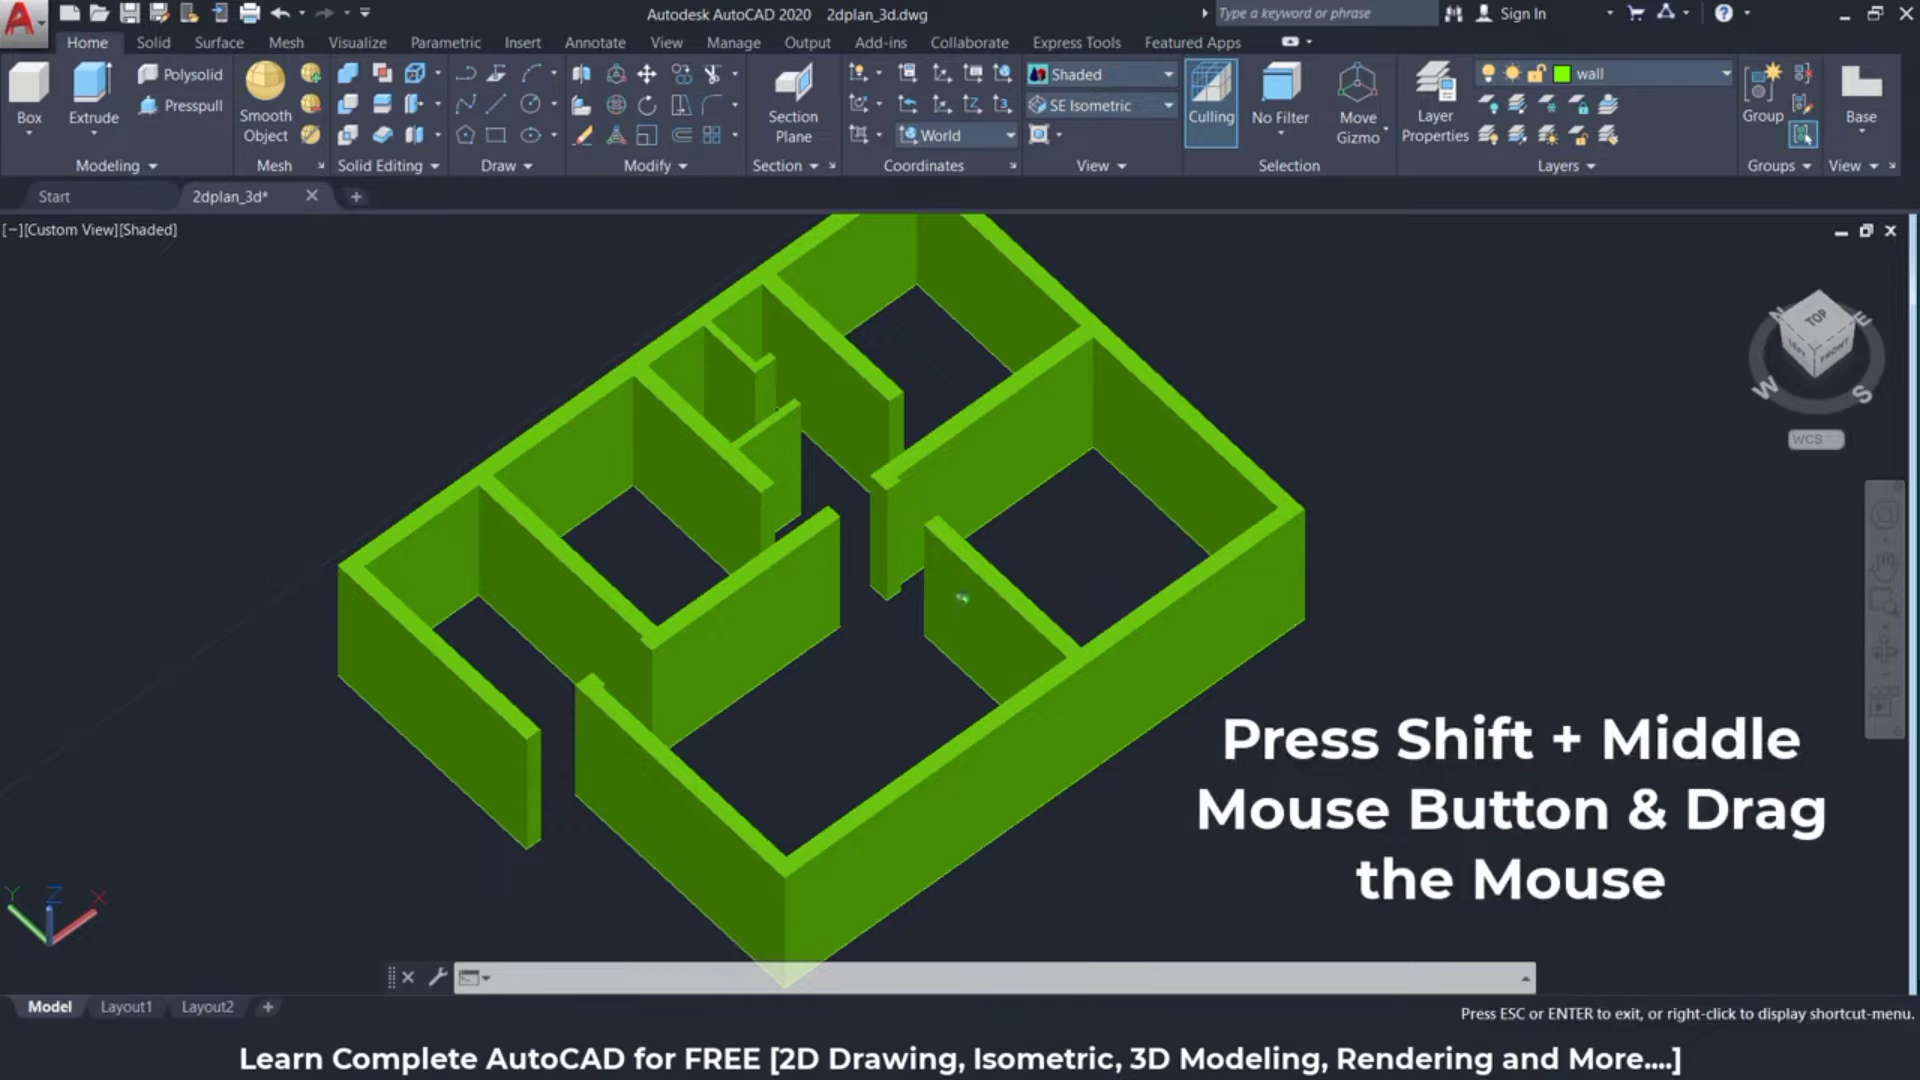 Autodesk AutoCAD 2020 2dplan_3d.dwg
Type a keyword or phrase
Sign In
Home Solid Surface Mesh Visualize Parametric Insert Annotate View Manage Output Add-ins Collaborate Express Tools Featured Apps
Box
Extrude
Polysolid
Presspull
Modeling
Smooth
Object
Mesh
Solid Editing
Draw
Modify
Section
Plane
Section
World
Coordinates
Shaded
SE Isometric
View
Culling
No Filter
Move
Gizmo
Selection
Layer
Properties
wall
Layers
Group
Groups
Base
View
Start
2dplan_3d*
[−][Custom View][Shaded]
N
E
TOP
LEFT
FRONT
W
S
WCS
Press Shift + Middle
Mouse Button & Drag
the Mouse
Y Z X
Model Layout1 Layout2
Press ESC or ENTER to exit, or right-click to display shortcut-menu.
Learn Complete AutoCAD for FREE [2D Drawing, Isometric, 3D Modeling, Rendering and More....]